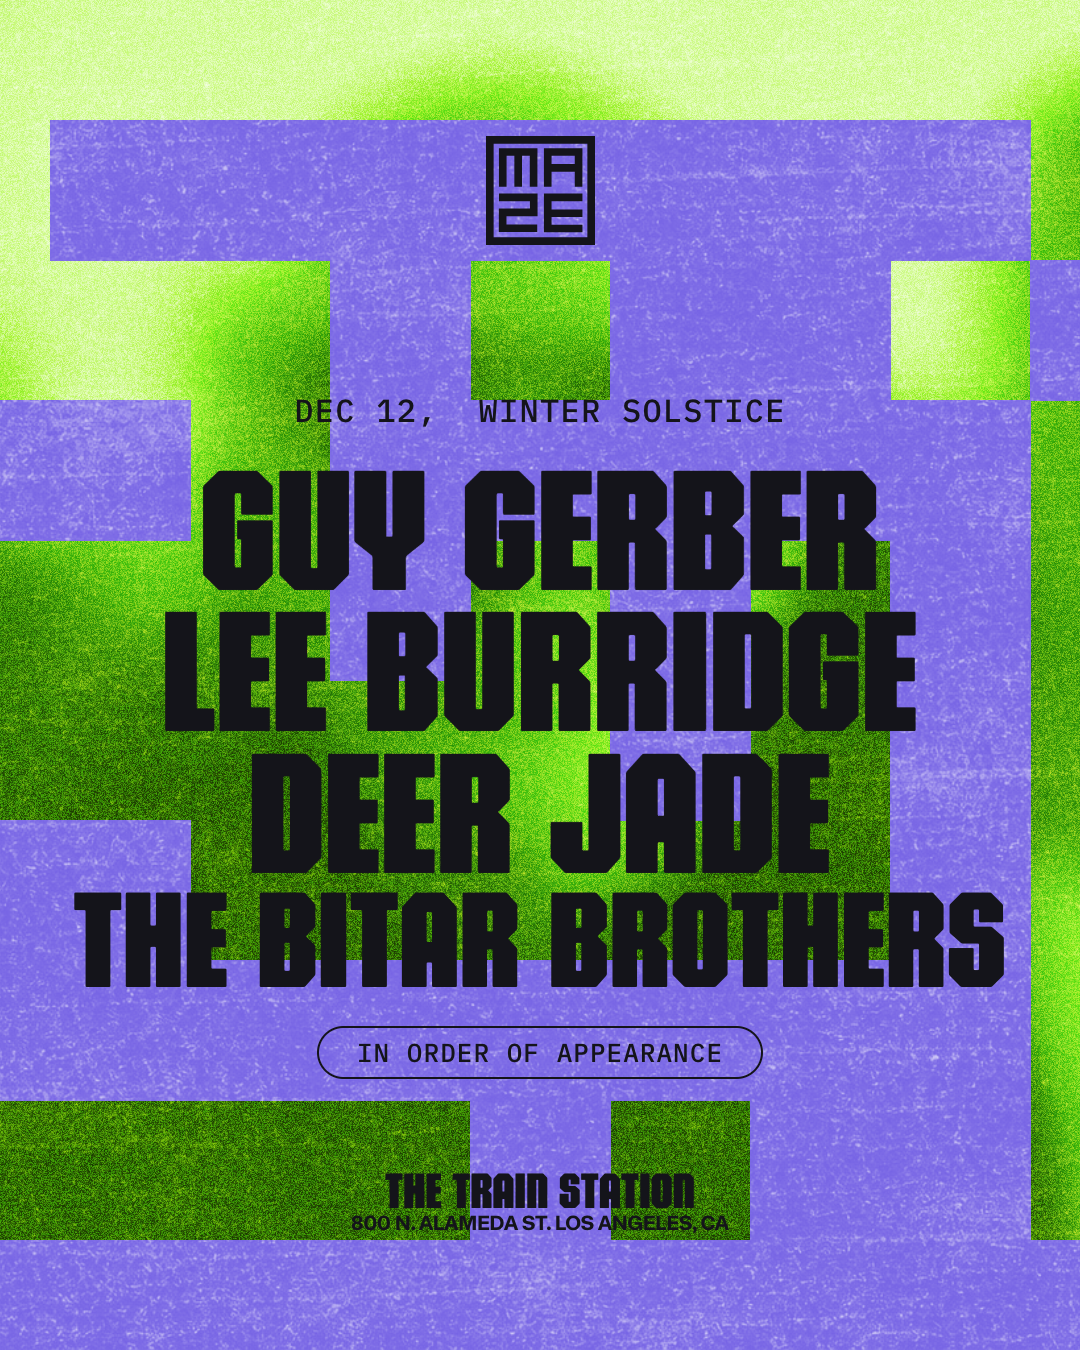 MA
ZE
DEC 12, WINTER SOLSTICE
GUY GERBER
LEE BURRIDGE
DEER JADE
THE BITAR BROTHERS
IN ORDER OF APPEARANCE
THE TRAIN STATION
800 N. ALAMEDA ST. LOS ANGELES, CA